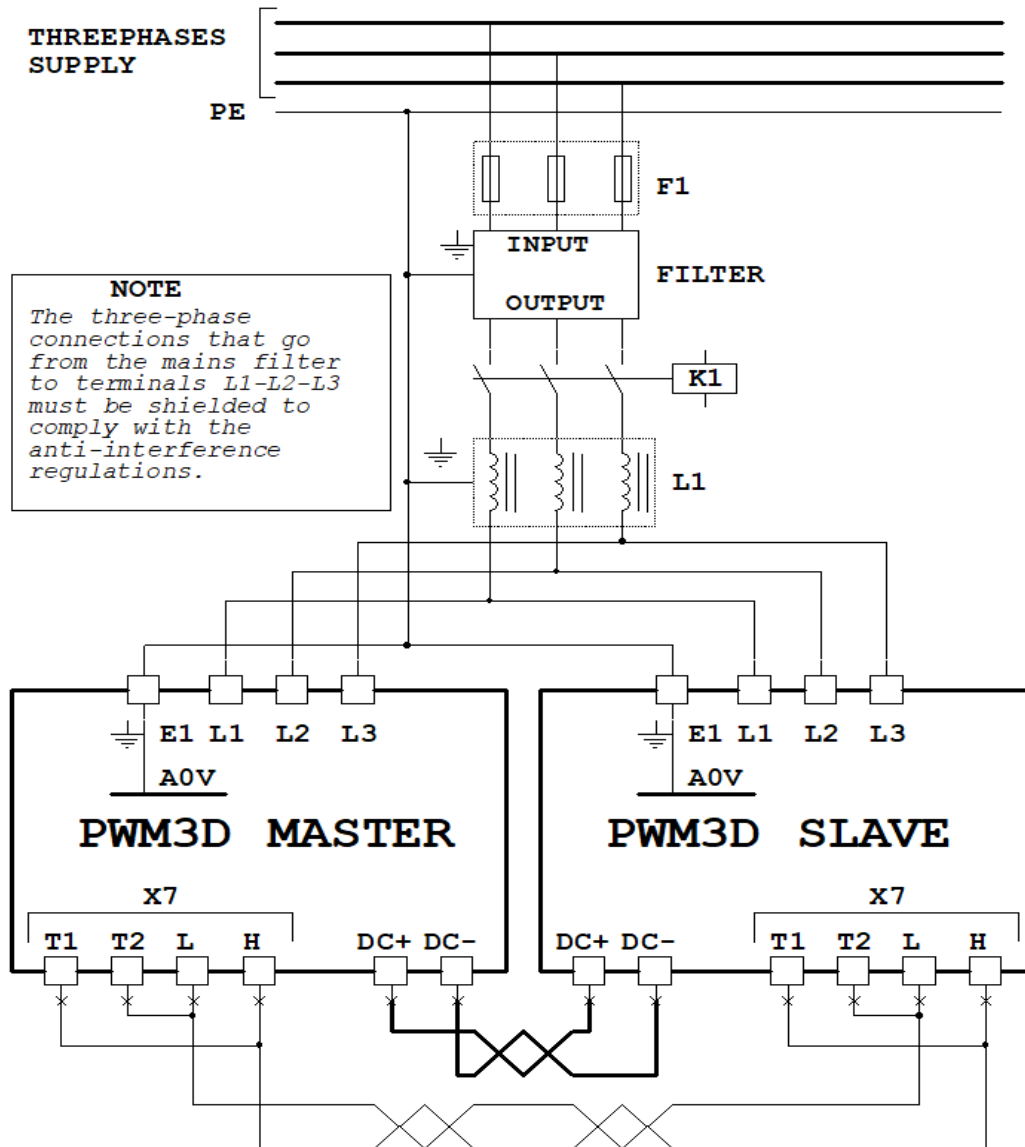 THREEPHASES
SUPPLY
PE
F1
INPUT
FILTER
OUTPUT
NOTE
The three-phase
connections that go
from the mains filter
to terminals L1-L2-L3
must be shielded to
comply with the
anti-interference
regulations.
K1
L1
E1 L1 L2 L3
A0V
PWM3D MASTER
X7
T1 T2 L H DC+ DC-
E1 L1 L2 L3
A0V
PWM3D SLAVE
X7
DC+ DC- T1 T2 L H